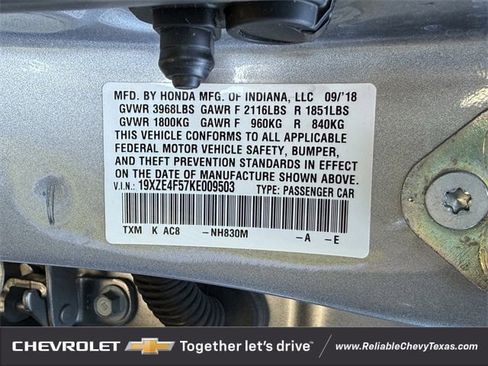 MFD. BY HONDA MFG. OF INDIANA, LLC 09/'18
GVWR 3968LBS GAWR F 2116LBS R 1851LBS
GVWR 1800KG GAWR F 960KG R 840KG
THIS VEHICLE CONFORMS TO ALL APPLICABLE
FEDERAL MOTOR VEHICLE SAFETY, BUMPER,
AND THEFT PREVENTION STANDARDS IN EFFECT
ON THE DATE OF MANUFACTURE SHOWN ABOVE.
V.I.N.: 19XZE4F57KE009503 TYPE: PASSENGER CAR
TXM K AC8 -NH830M -A -E
CHEVROLET Together let's drive™ www.ReliableChevyTexas.com